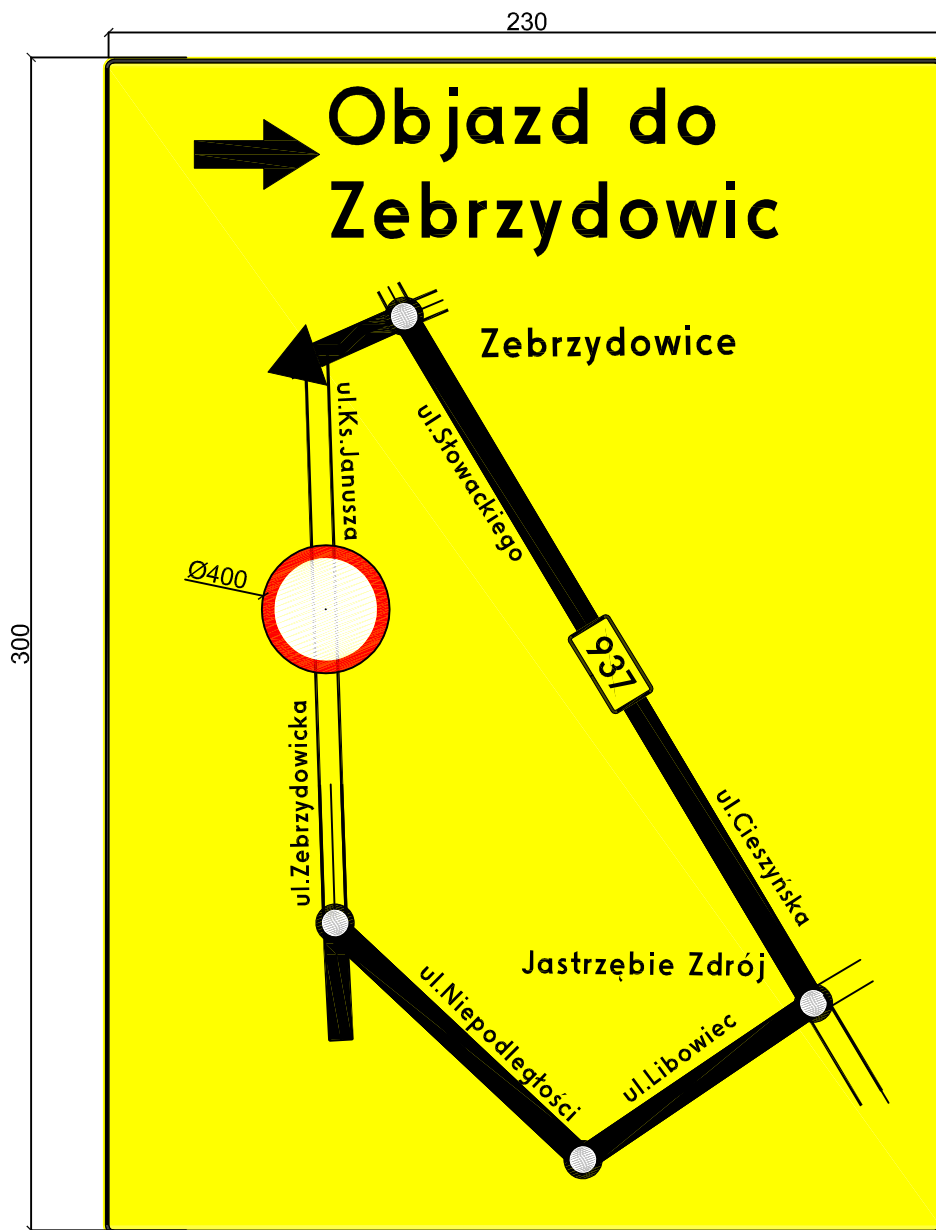 230
Objazd do
Zebrzydowic
Zebrzydowice
ul.Ks.Janusza
ul.Słowackiego
Ø400
300
937
ul.Zebrzydowicka
ul.Cieszyńska
Jastrzębie Zdrój
ul.Niepodległości
ul.Libowiec